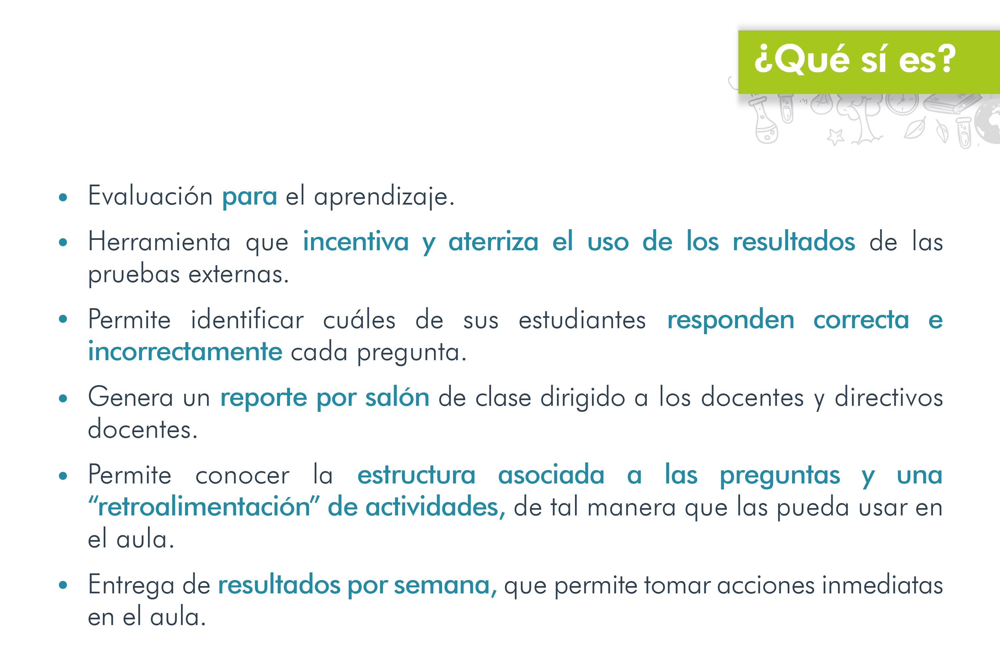 ¿Qué sí es?
• Evaluación para el aprendizaje.
• Herramienta que incentiva y aterriza el uso de los resultados de las
pruebas externas.
• Permite identificar cuáles de sus estudiantes responden correcta e
incorrectamente cada pregunta.
• Genera un reporte por salón de clase dirigido a los docentes y directivos
docentes.
• Permite conocer la estructura asociada a las preguntas y una
“retroalimentación” de actividades, de tal manera que las pueda usar en
el aula.
• Entrega de resultados por semana, que permite tomar acciones inmediatas
en el aula.